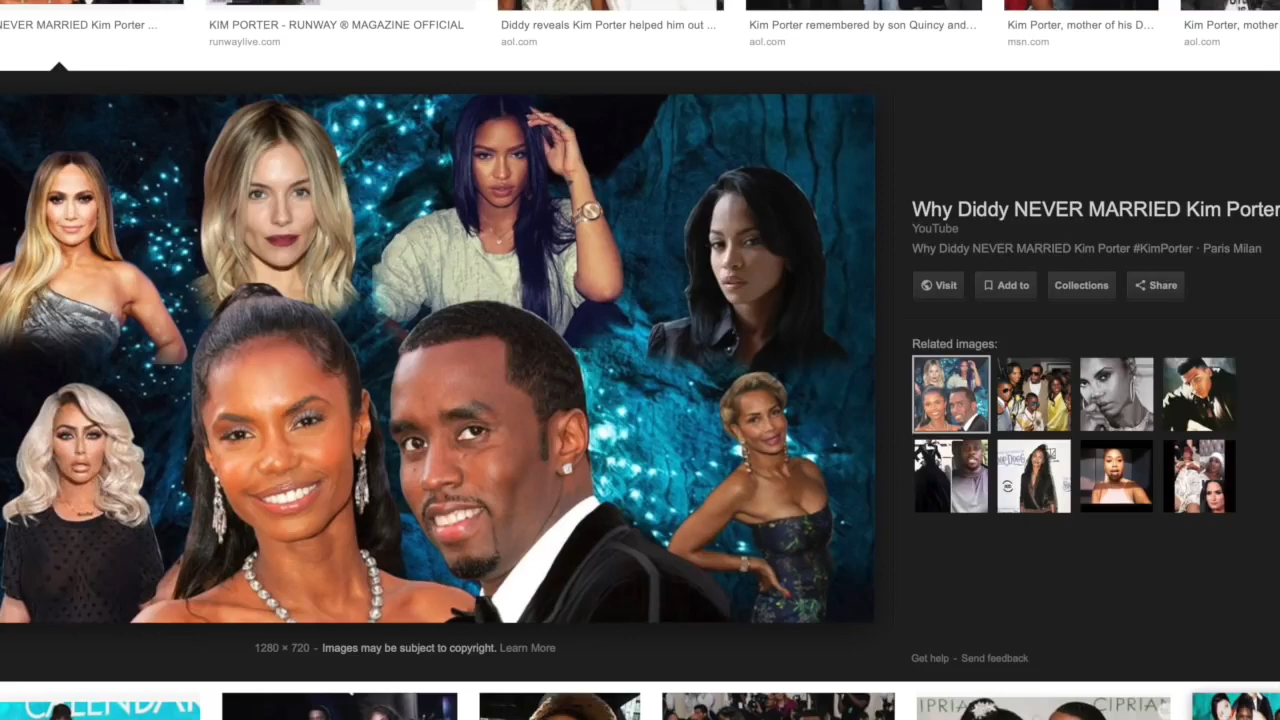 NEVER MARRIED Kim Porter ...
KIM PORTER - RUNWAY ® MAGAZINE OFFICIAL
runwaylive.com
Diddy reveals Kim Porter helped him out ...
aol.com
Kim Porter remembered by son Quincy and...
aol.com
Kim Porter, mother of his D...
msn.com
Kim Porter, mother
aol.com
Why Diddy NEVER MARRIED Kim Porter
YouTube
Why Diddy NEVER MARRIED Kim Porter #KimPorter · Paris Milan
Visit
Add to
Collections
Share
Related images:
1280 × 720 - Images may be subject to copyright. Learn More
Get help - Send feedback
CALENDAR
CIPRIA
CIPRIAN